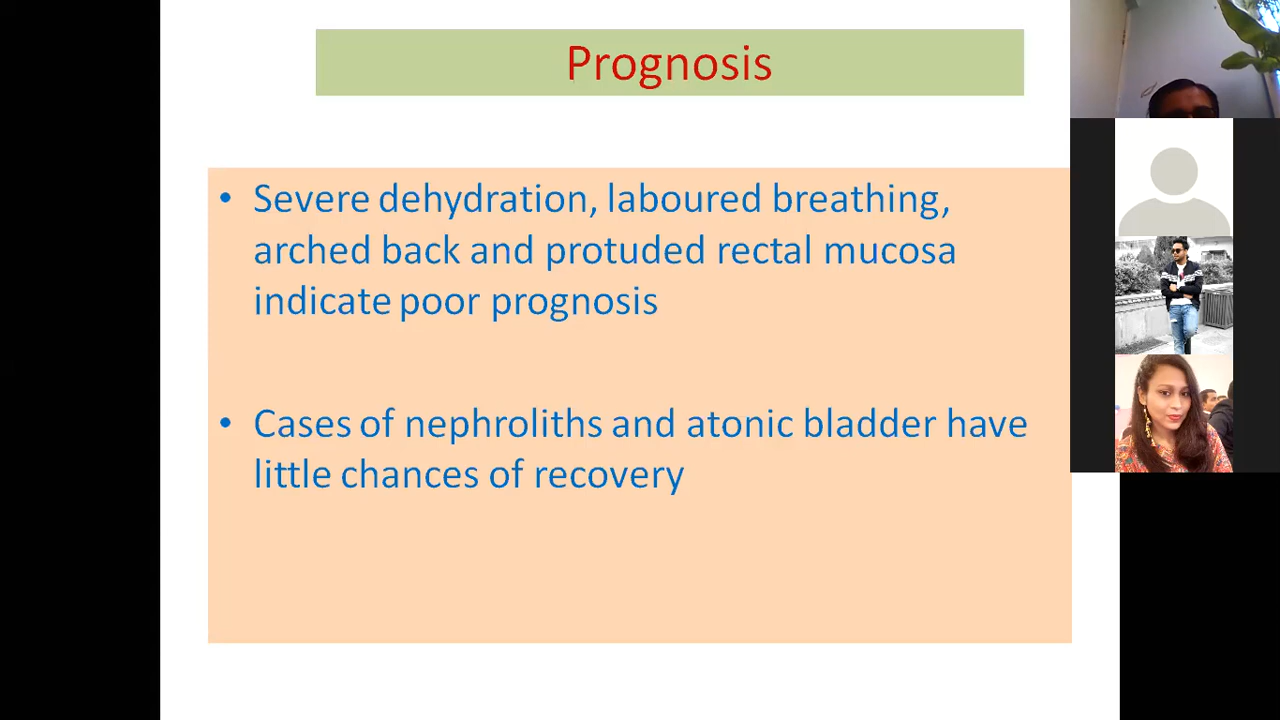 Prognosis
• Severe dehydration, laboured breathing,
arched back and protuded rectal mucosa
indicate poor prognosis
• Cases of nephroliths and atonic bladder have
little chances of recovery